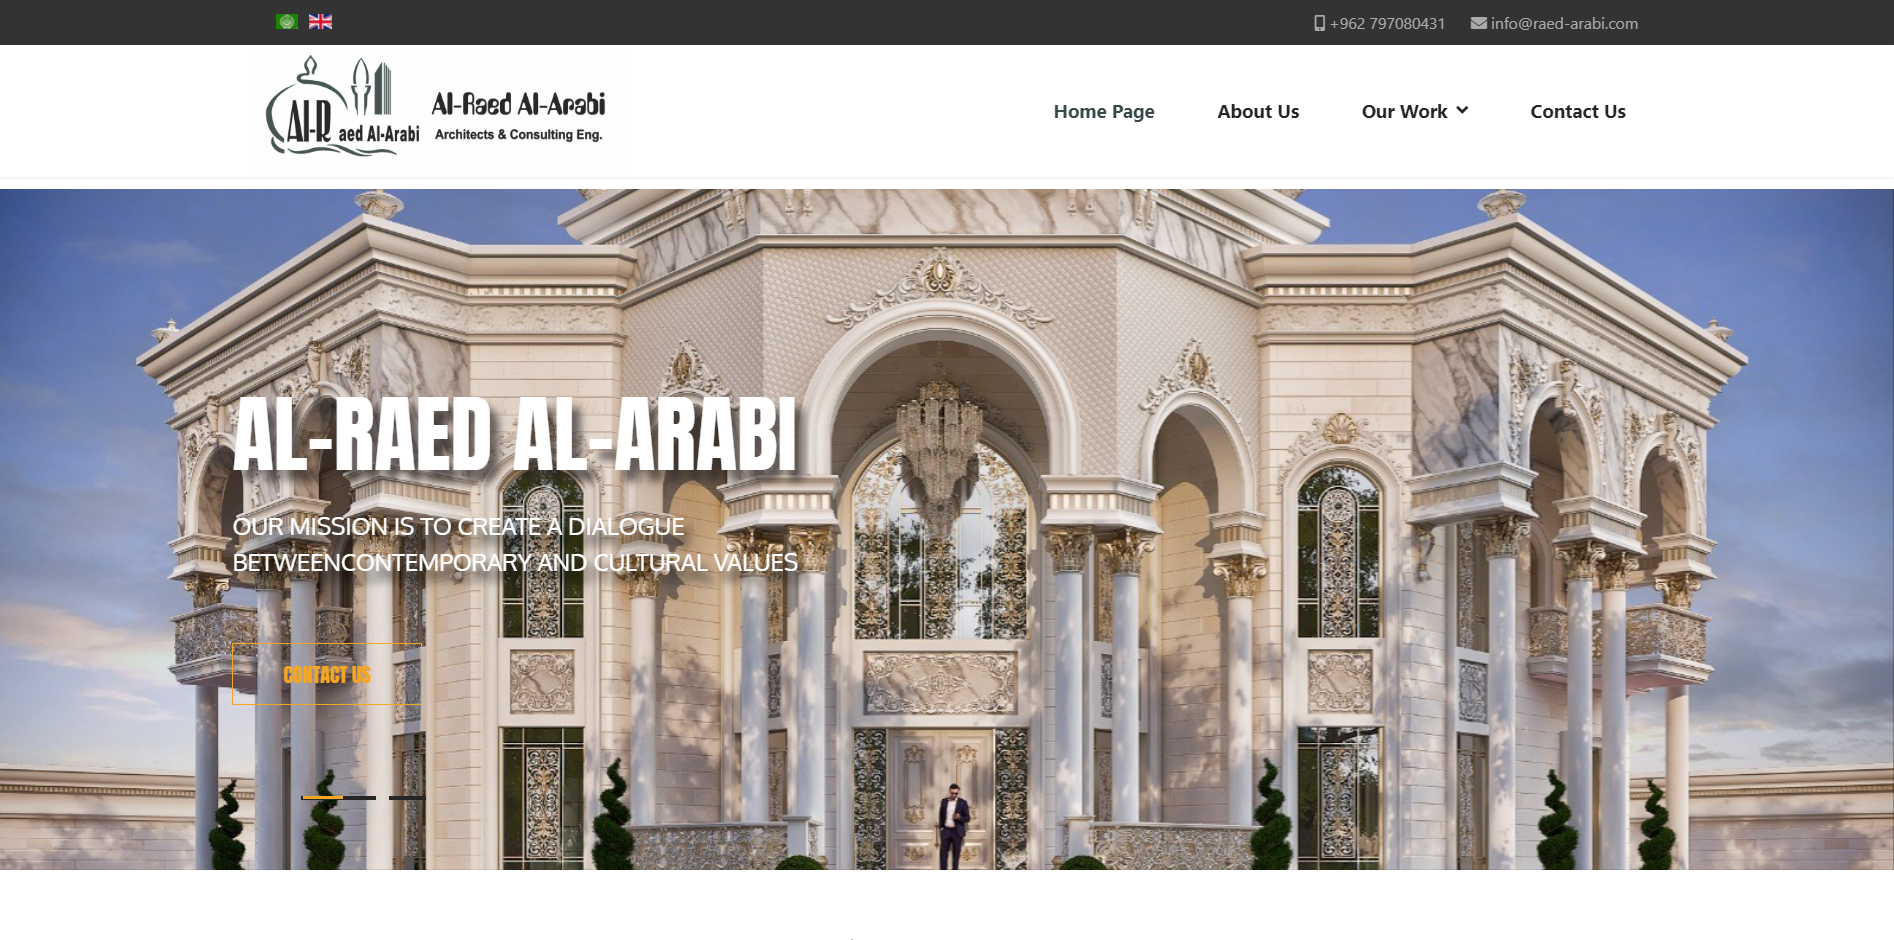 +962 797080431 info@raed-arabi.com
Al-Raed Al-Arabi
Al-R aed Al-Arabi
Architects & Consulting Eng.
Home Page About Us Our Work Contact Us
AL-RAED AL-ARABI
OUR MISSION IS TO CREATE A DIALOGUE
BETWEENCONTEMPORARY AND CULTURAL VALUES
CONTACT US